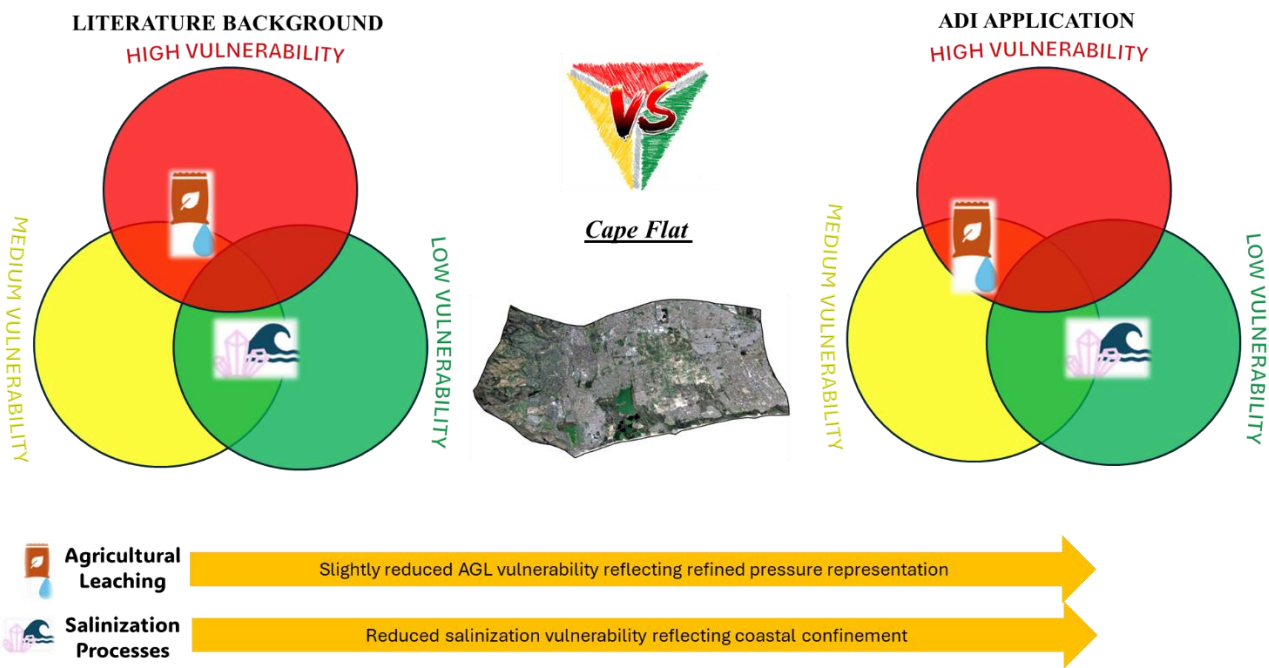 LITERATURE BACKGROUND
HIGH VULNERABILITY
MEDIUM VULNERABILITY
LOW VULNERABILITY
VS
Cape Flat
ADI APPLICATION
HIGH VULNERABILITY
MEDIUM VULNERABILITY
LOW VULNERABILITY
Agricultural
Leaching
Slightly reduced AGL vulnerability reflecting refined pressure representation
Salinization
Processes
Reduced salinization vulnerability reflecting coastal confinement